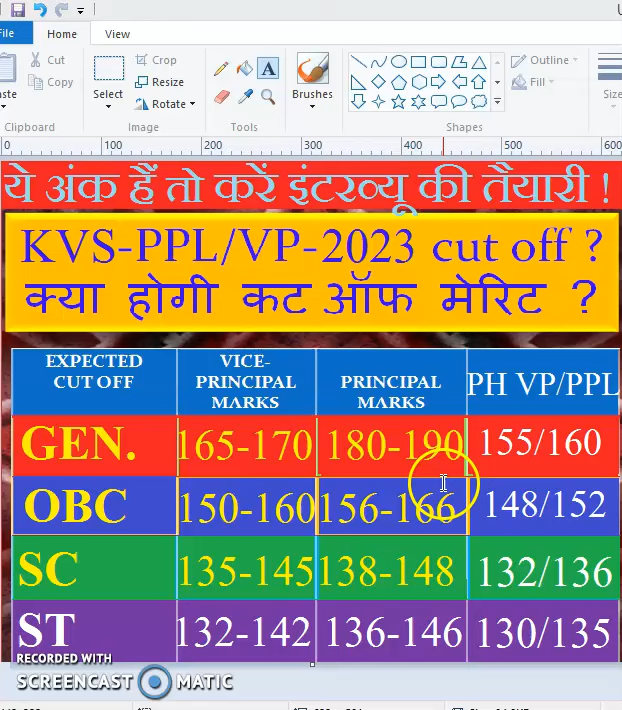 File Home View
Paste Cut
Copy
Select
Crop
Resize
Rotate
A
Brushes
Outline
Fill
Size
Clipboard Image Tools Shapes
0 100 200 300 400 500 600
ये अंक हैं तो करें इंटरव्यू की तैयारी !
KVS-PPL/VP-2023 cut off ?
क्या होगी कट ऑफ मेरिट ?
EXPECTED CUT OFF VICE-PRINCIPAL MARKS PRINCIPAL MARKS PH VP/PPL
GEN. 165-170 180-190 155/160
OBC 150-160 156-166 148/152
SC 135-145 138-148 132/136
ST 132-142 136-146 130/135
RECORDED WITH
SCREENCAST MATIC